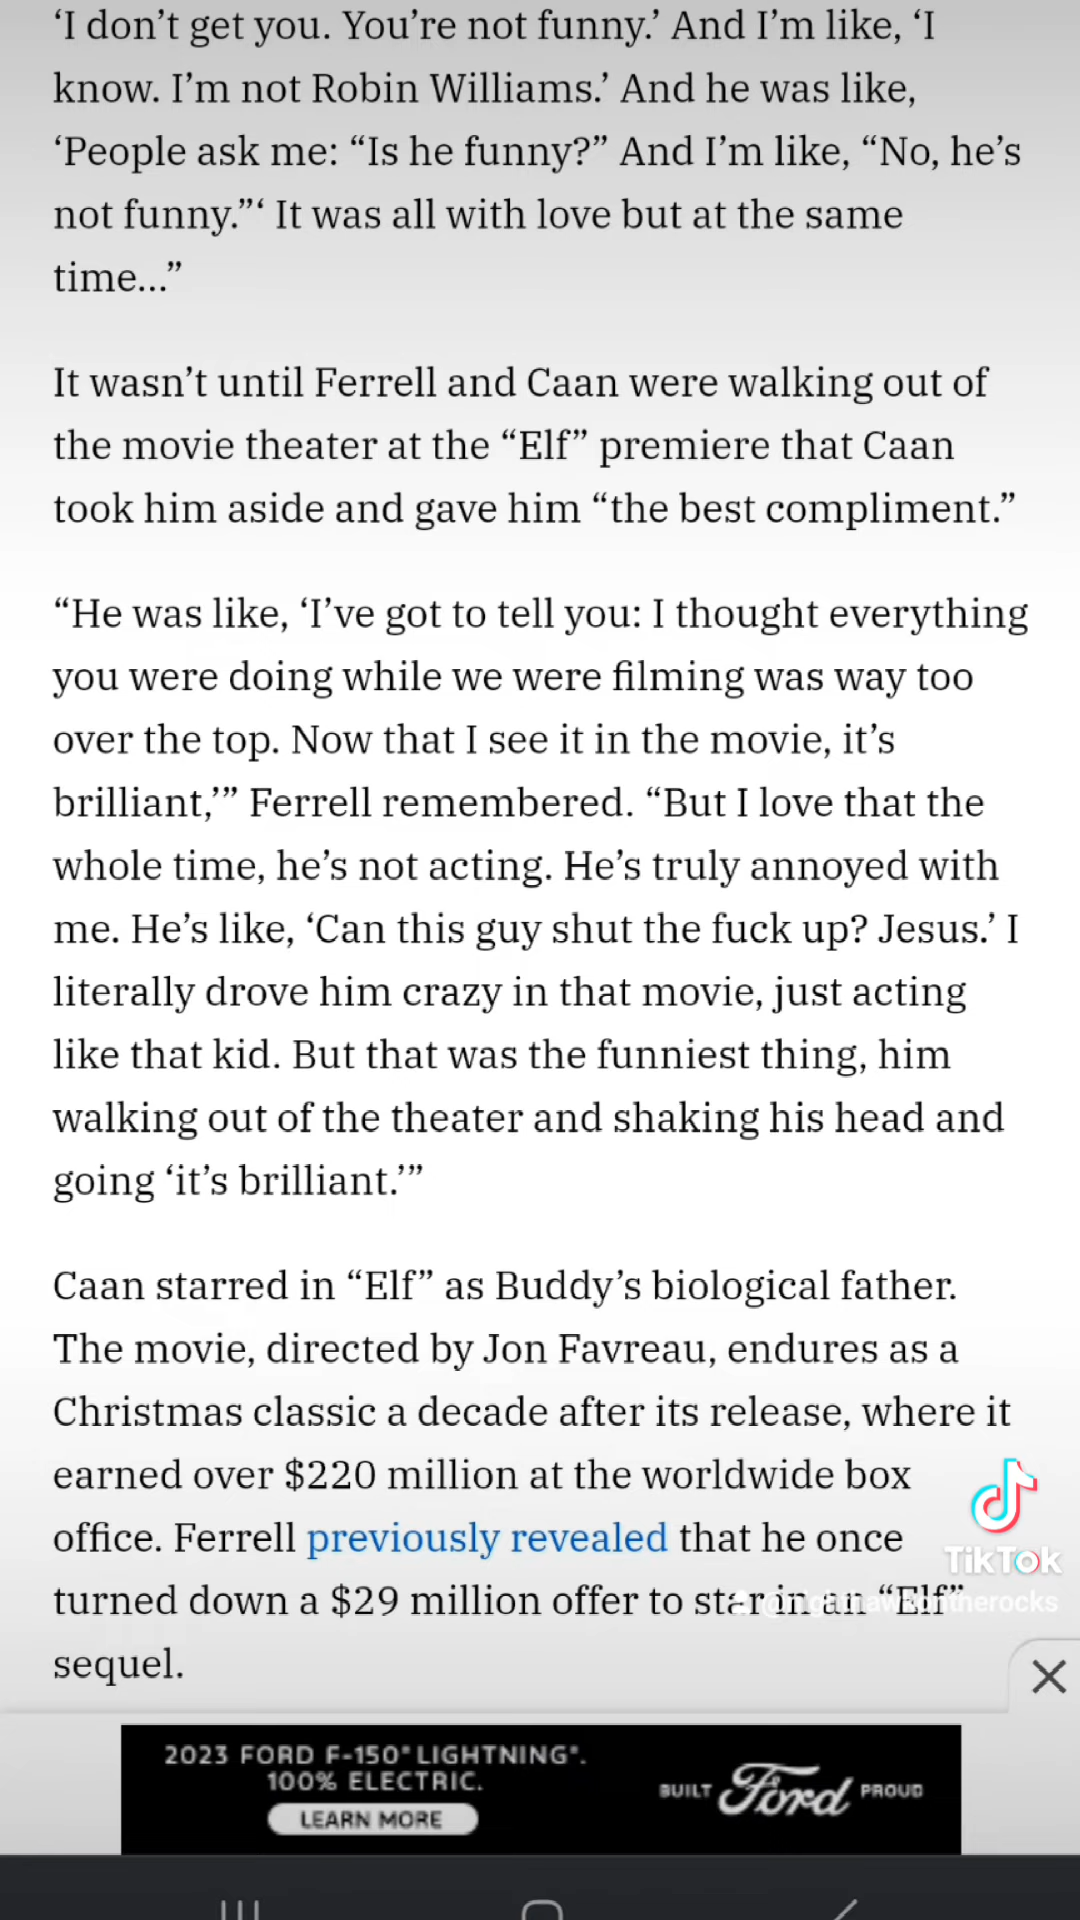 ‘I don’t get you. You’re not funny.’ And I’m like, ‘I
know. I’m not Robin Williams.’ And he was like,
‘People ask me: “Is he funny?” And I’m like, “No, he’s
not funny.”‘ It was all with love but at the same
time…”
It wasn’t until Ferrell and Caan were walking out of
the movie theater at the “Elf” premiere that Caan
took him aside and gave him “the best compliment.”
“He was like, ‘I’ve got to tell you: I thought everything
you were doing while we were filming was way too
over the top. Now that I see it in the movie, it’s
brilliant,’” Ferrell remembered. “But I love that the
whole time, he’s not acting. He’s truly annoyed with
me. He’s like, ‘Can this guy shut the fuck up? Jesus.’ I
literally drove him crazy in that movie, just acting
like that kid. But that was the funniest thing, him
walking out of the theater and shaking his head and
going ‘it’s brilliant.’”
Caan starred in “Elf” as Buddy’s biological father.
The movie, directed by Jon Favreau, endures as a
Christmas classic a decade after its release, where it
earned over $220 million at the worldwide box
office. Ferrell previously revealed that he once
turned down a $29 million offer to star in an “Elf”
sequel.
TikTok
2023 FORD F-150® LIGHTNING®.
100% ELECTRIC.
LEARN MORE
BUILT Ford PROUD